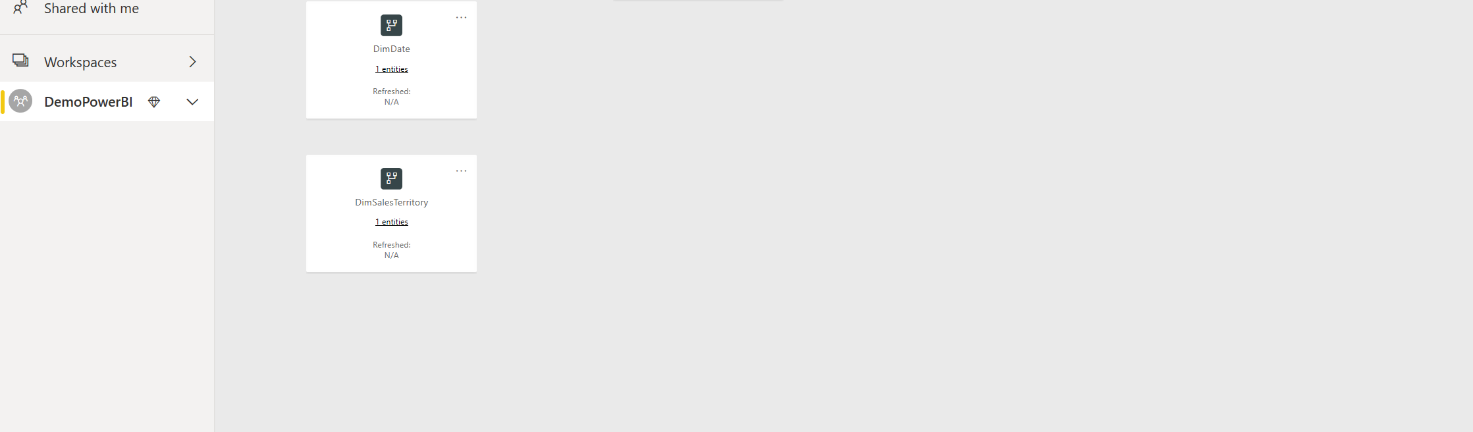 Shared with me
Workspaces
DemoPowerBI
DimDate
1 entities
Refreshed:
N/A
DimSalesTerritory
1 entities
Refreshed:
N/A